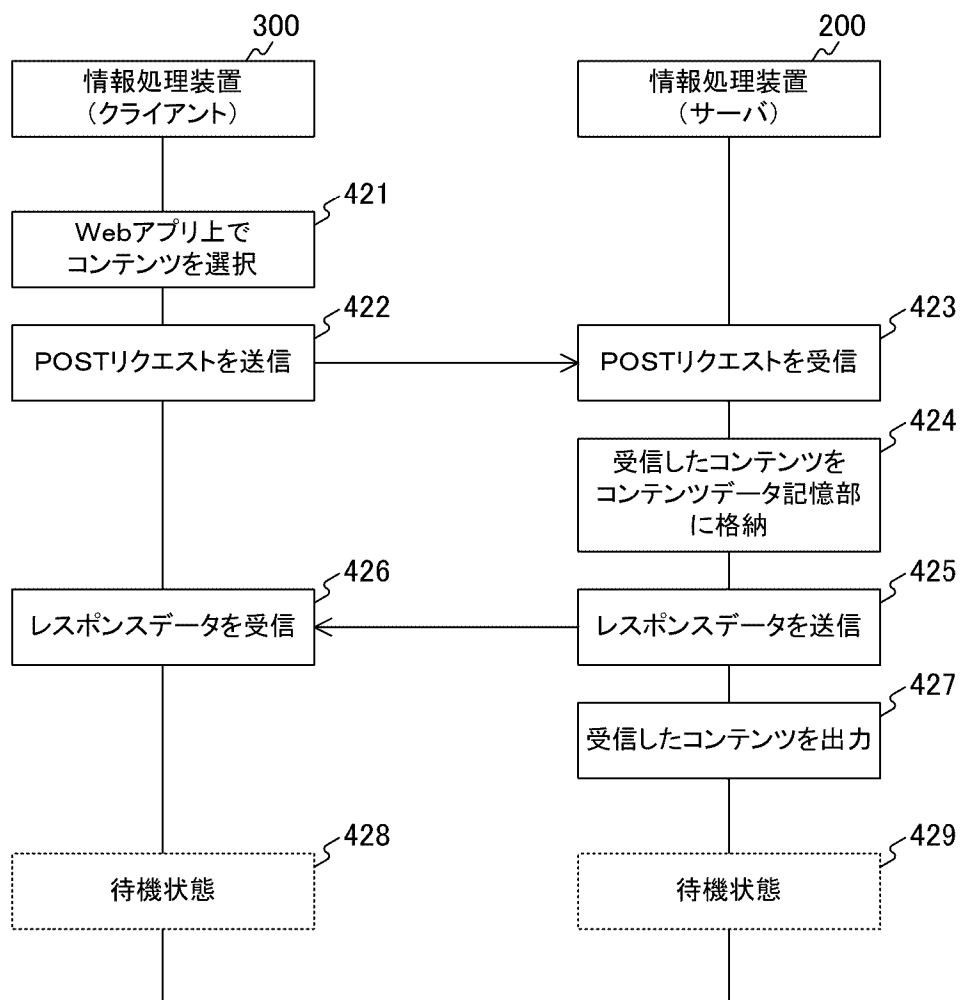 300
情報処理装置
（クライアント）
200
情報処理装置
（サーバ）
421
Webアプリ上で
コンテンツを選択
422
POSTリクエストを送信
423
POSTリクエストを受信
424
受信したコンテンツを
コンテンツデータ記憶部
に格納
426
レスポンスデータを受信
425
レスポンスデータを送信
427
受信したコンテンツを出力
428
待機状態
429
待機状態